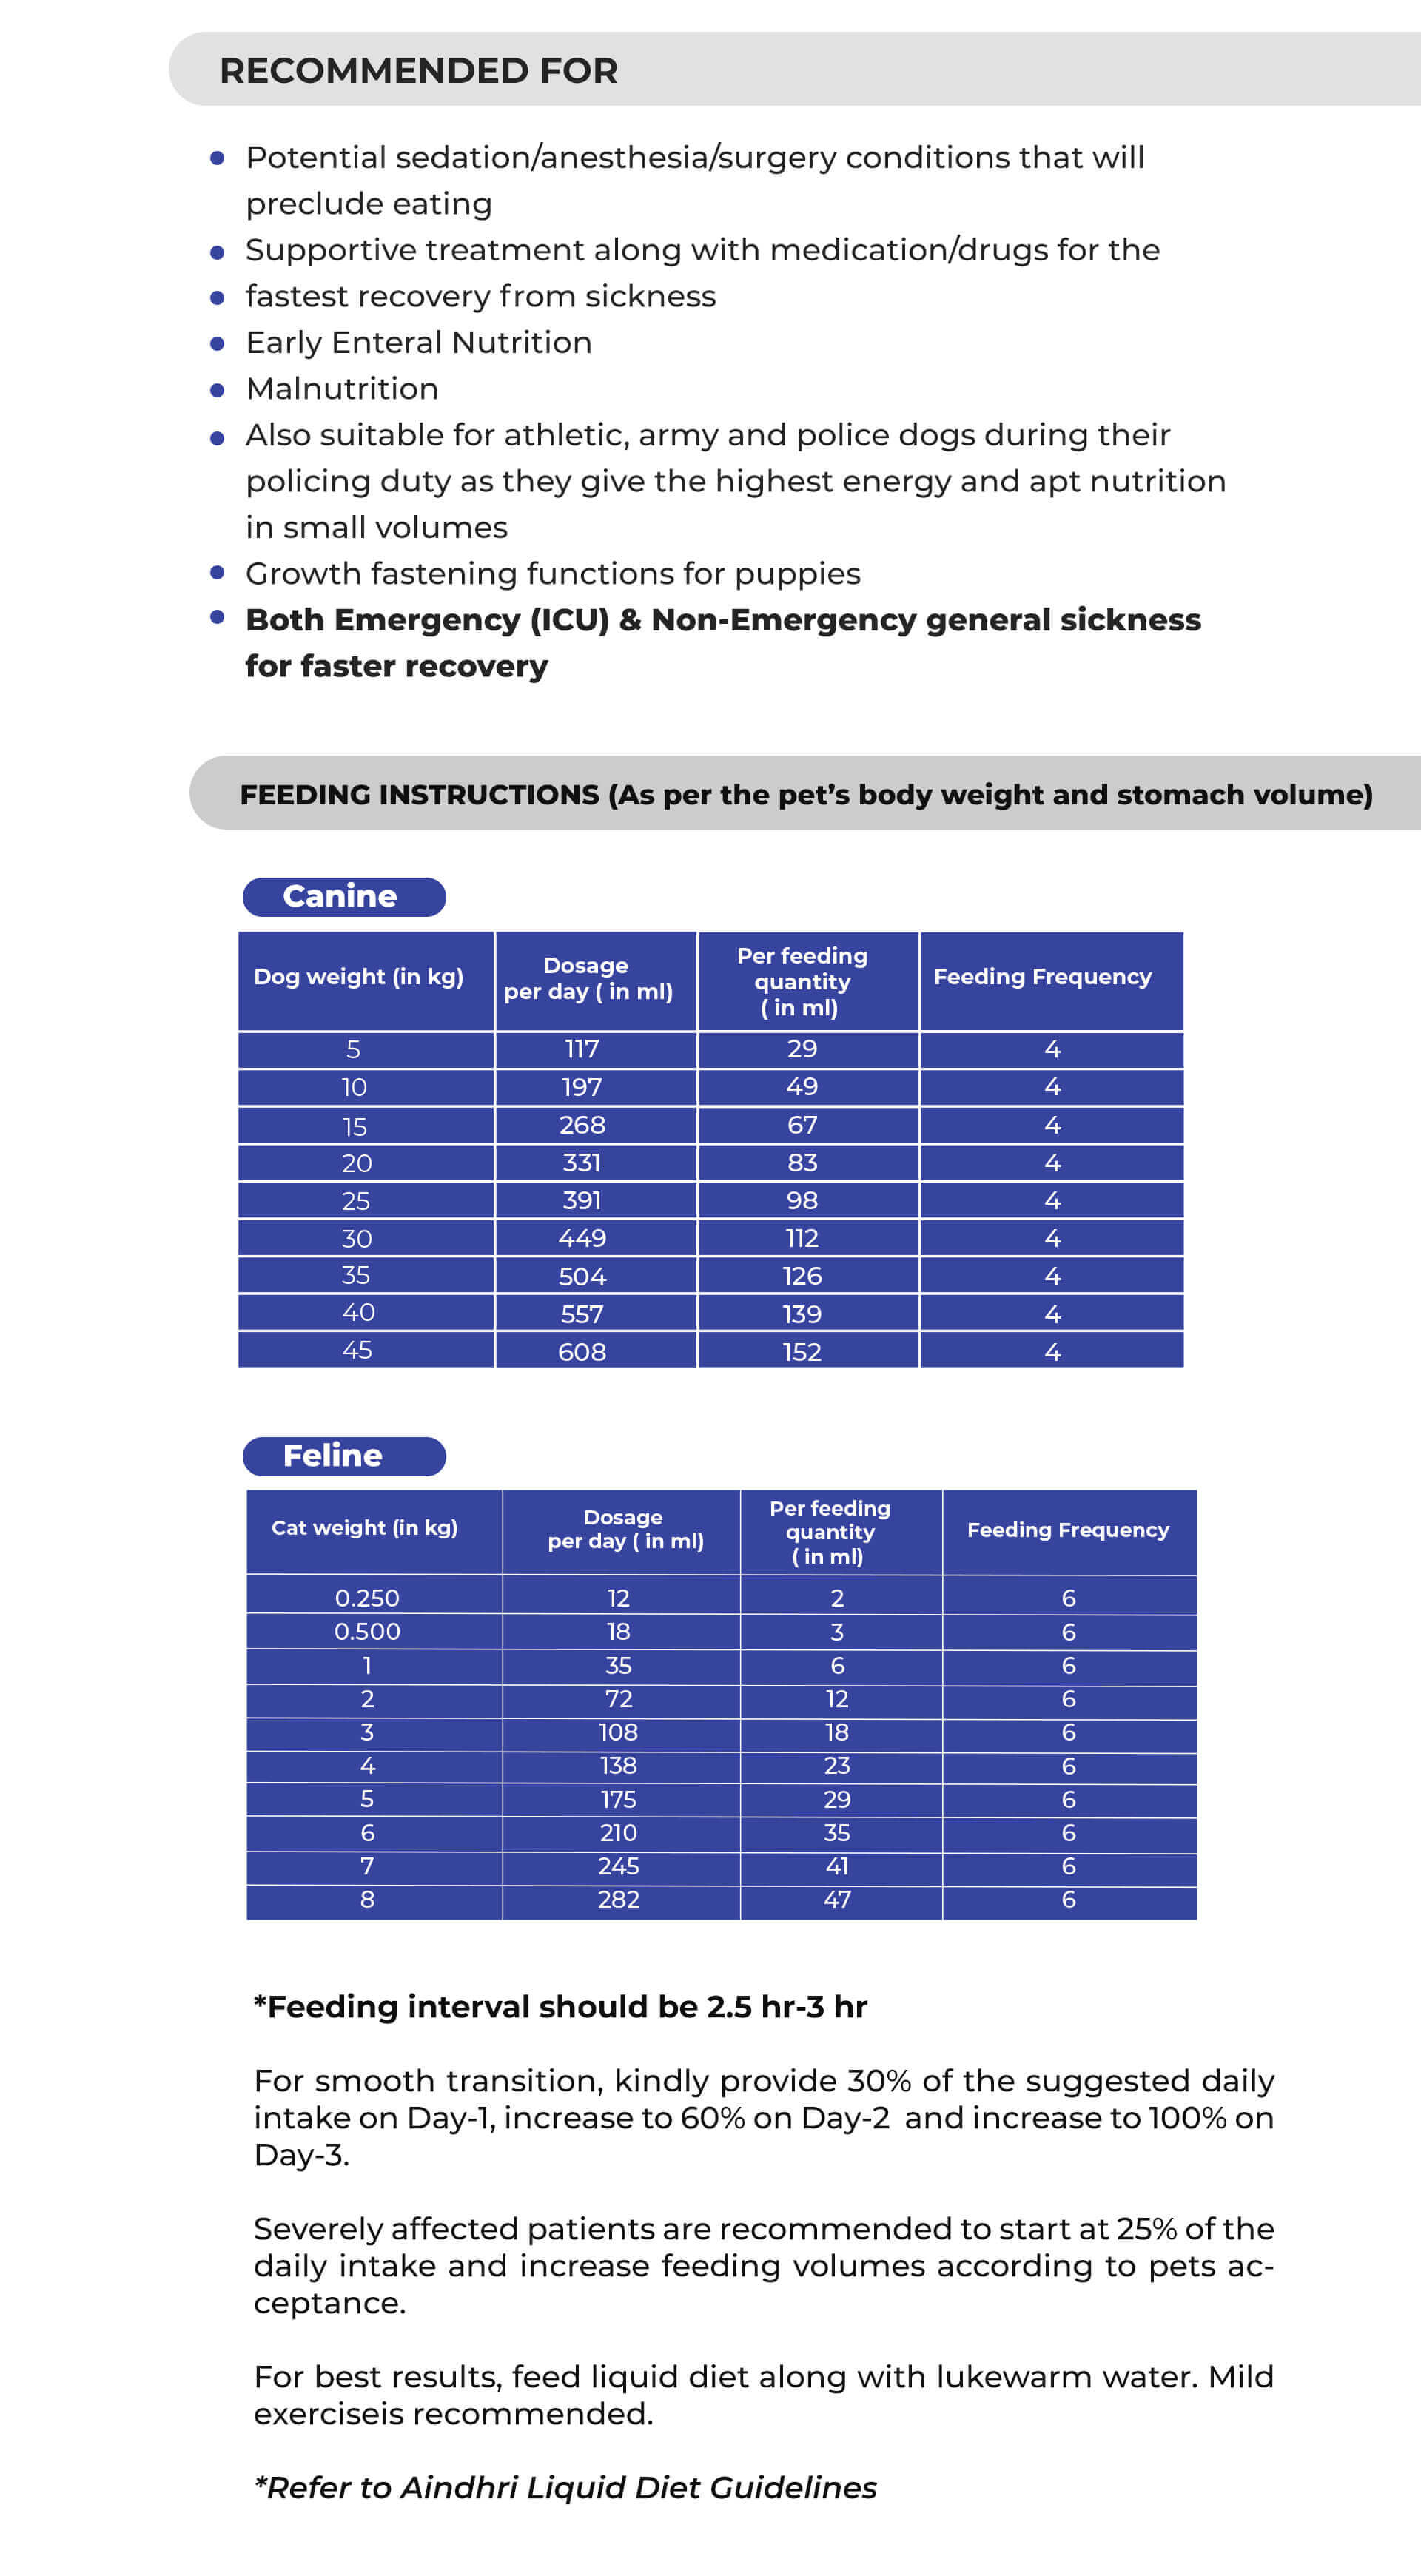 RECOMMENDED FOR
• Potential sedation/anesthesia/surgery conditions that will
preclude eating
• Supportive treatment along with medication/drugs for the
• fastest recovery from sickness
• Early Enteral Nutrition
• Malnutrition
• Also suitable for athletic, army and police dogs during their
policing duty as they give the highest energy and apt nutrition
in small volumes
• Growth fastening functions for puppies
• Both Emergency (ICU) & Non-Emergency general sickness
for faster recovery
FEEDING INSTRUCTIONS (As per the pet's body weight and stomach volume)
Canine
Dog weight (in kg) Dosage per day ( in ml) Per feeding quantity ( in ml) Feeding Frequency
5 117 29 4
10 197 49 4
15 268 67 4
20 331 83 4
25 391 98 4
30 449 112 4
35 504 126 4
40 557 139 4
45 608 152 4
Feline
Cat weight (in kg) Dosage per day ( in ml) Per feeding quantity ( in ml) Feeding Frequency
0.250 12 2 6
0.500 18 3 6
1 35 6 6
2 72 12 6
3 108 18 6
4 138 23 6
5 175 29 6
6 210 35 6
7 245 41 6
8 282 47 6
*Feeding interval should be 2.5 hr-3 hr
For smooth transition, kindly provide 30% of the suggested daily
intake on Day-1, increase to 60% on Day-2 and increase to 100% on
Day-3.
Severely affected patients are recommended to start at 25% of the
daily intake and increase feeding volumes according to pets ac-
ceptance.
For best results, feed liquid diet along with lukewarm water. Mild
exerciseis recommended.
*Refer to Aindhri Liquid Diet Guidelines